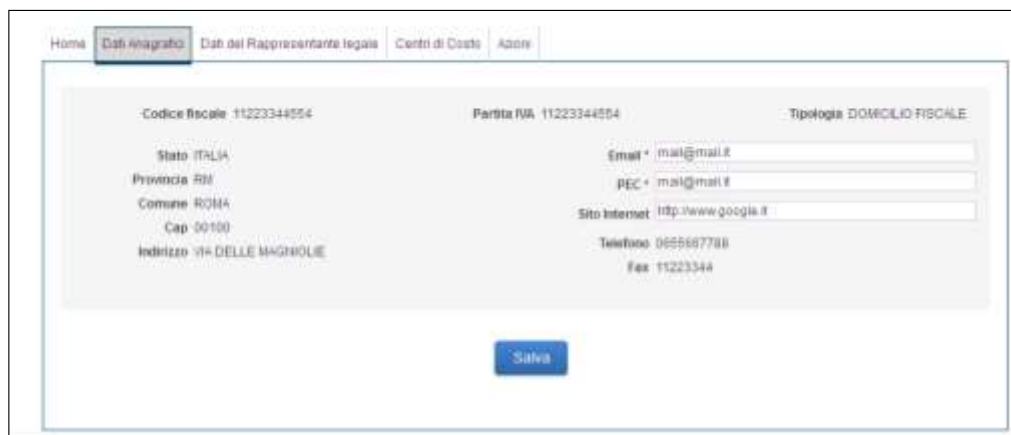 Home Dati Anagrafici Dati del Rappresentante legale Centri di Costo Azioni
Codice fiscale 11223344554 Partita IVA 11223344554 Tipologia DOMICILIO FISCALE
Stato ITALIA
Provincia RM
Comune ROMA
Cap 00100
Indirizzo VIA DELLE MAGNIOLIE
Email * mail@mail.it
PEC * mail@mail.it
Sito Internet http://www.google.it
Telefono 0655667788
Fax 11223344
Salva